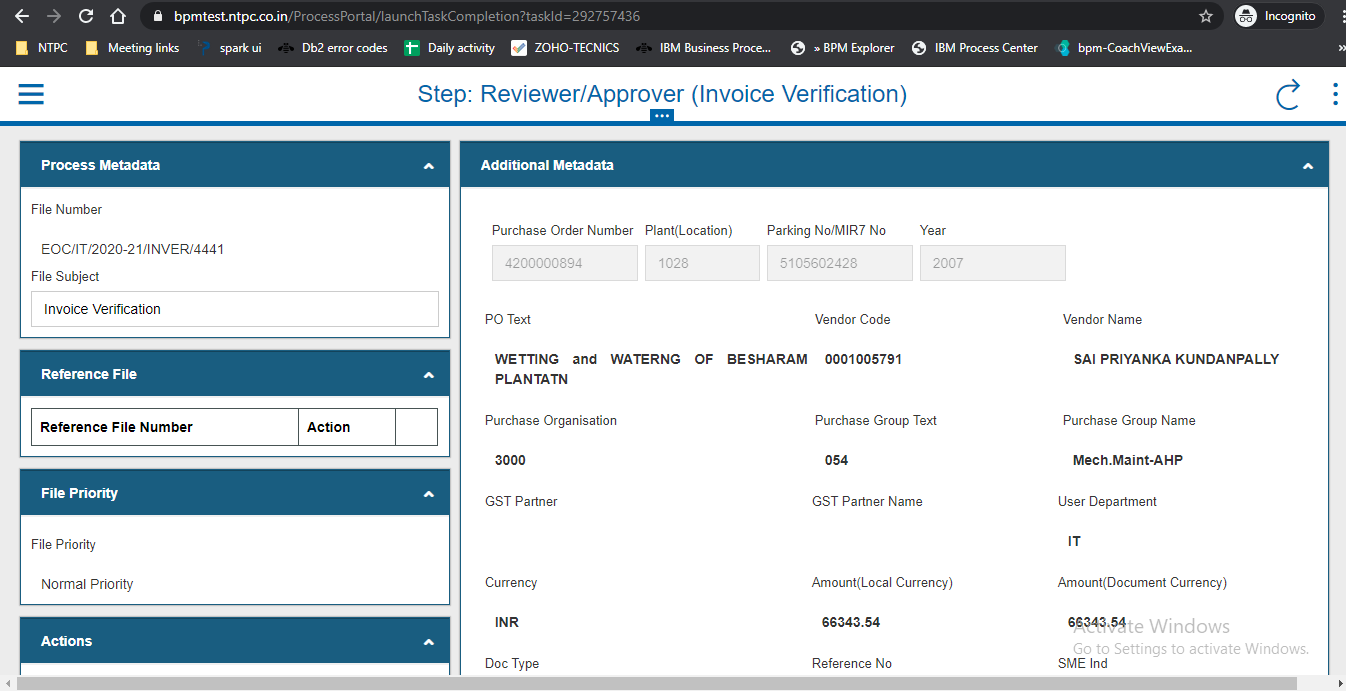 bpmtest.ntpc.co.in/ProcessPortal/launchTaskCompletion?taskId=292757436
Incognito
NTPC
Meeting links
spark ui
Db2 error codes
Daily activity
ZOHO-TECNICS
IBM Business Proce...
» BPM Explorer
IBM Process Center
bpm-CoachViewExa...
»
Step: Reviewer/Approver (Invoice Verification)
Process Metadata
File Number
EOC/IT/2020-21/INVER/4441
File Subject
Invoice Verification
Reference File
Reference File Number Action
File Priority
File Priority
Normal Priority
Actions
Additional Metadata
Purchase Order Number Plant(Location) Parking No/MIR7 No Year
4200000894 1028 5105602428 2007
PO Text Vendor Code Vendor Name
WETTING and WATERNG OF BESHARAM 0001005791 SAI PRIYANKA KUNDANPALLY
PLANTATN
Purchase Organisation Purchase Group Text Purchase Group Name
3000 054 Mech.Maint-AHP
GST Partner GST Partner Name User Department
IT
Currency Amount(Local Currency) Amount(Document Currency)
INR 66343.54 66343.54
Activate Windows
Go to Settings to activate Windows.
Doc Type Reference No SME Ind